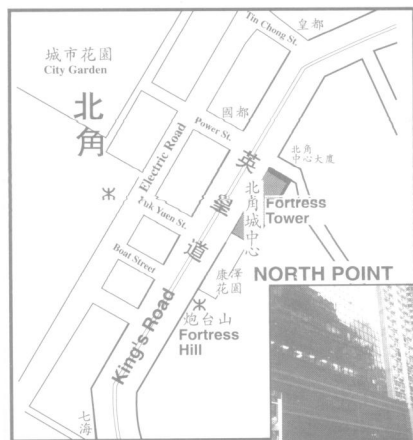 Tin Chong St.
皇都
城市花園
City Garden
國都
北角
Power St.
Electric Road
英皇道
北角
中心大廈
北角城中心
Fortress
Tower
Yuk Yuen St.
Boat Street
康澤
花園
NORTH POINT
King's Road
炮台山
Fortress
Hill
七海